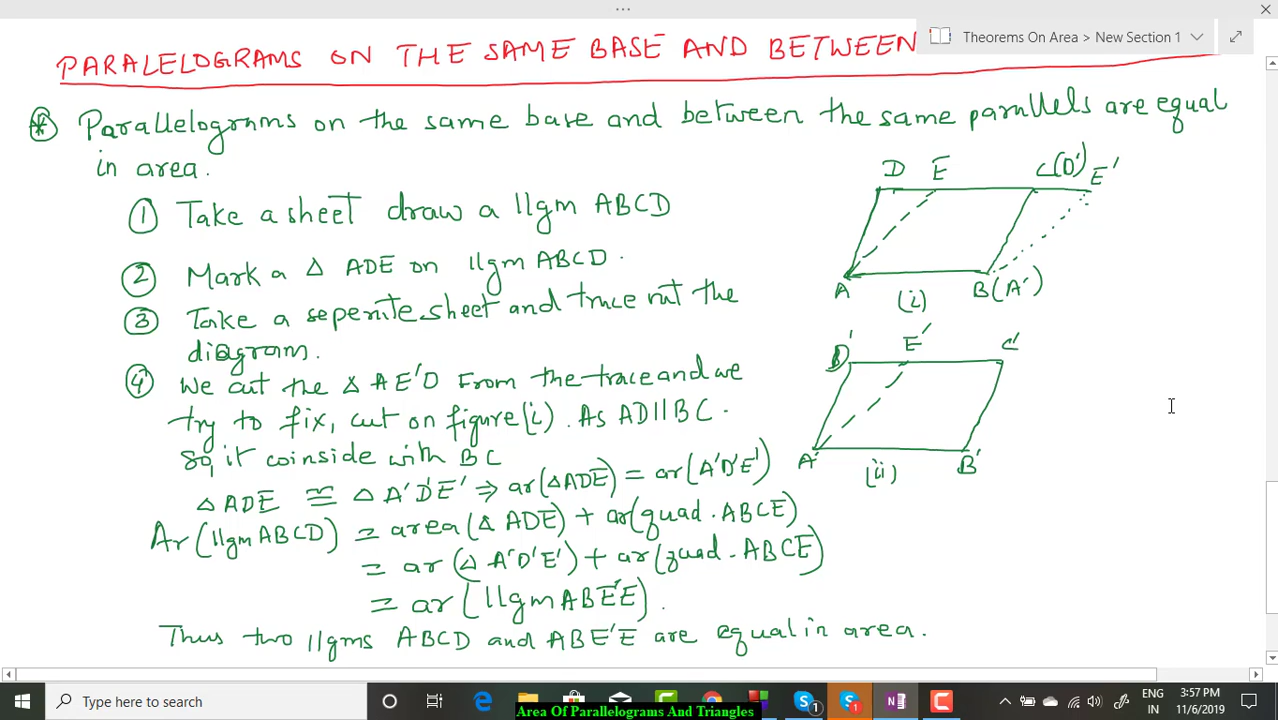 Theorems On Area > New Section 1
PARALELOGRAMS ON THE SAME BASE AND BETWEEN
Parallelograms on the same base and between the same parallels are equal
in area.
① Take a sheet draw a llgm ABCD
② Mark a △ ADE on llgm ABCD.
③ Take a seperite sheet and trace out the
diagram.
④ We cut the △ AE'D From the trace and we
try to fix, cut on figure (i). As AD||BC.
So, it coinside with BC
△ ADE ≅ △ A'D'E' ⇒ ar(△ADE) = ar(A'D'E')
Ar(llgm ABCD) = area(△ ADE) + ar(quad. ABCE)
= ar(△ A'D'E') + ar(quad. ABCE)
= ar(llgm ABE'E).
Thus two llgms ABCD and ABE'E are equal in area.
D E C(D') E'
A (i) B(A')
D' E' C'
A' (ii) B'
Type here to search
ENG
IN
3:57 PM
11/6/2019
Area Of Parallelograms And Triangles